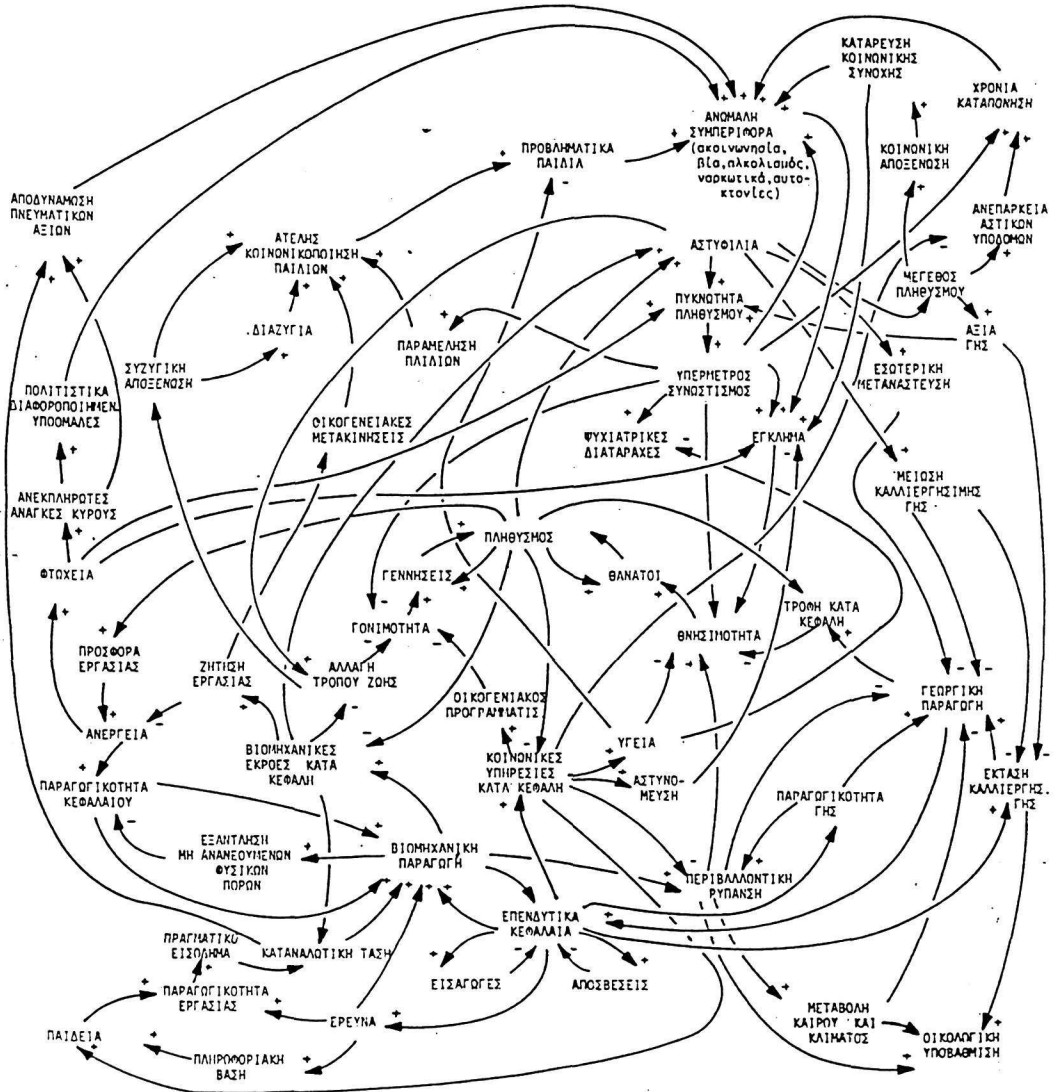 ΚΑΤΑΡΕΥΣΗ
ΚΟΙΝΩΝΙΚΗΣ
ΣΥΝΟΧΗΣ
ΧΡΟΝΙΑ
ΚΑΤΑΠΟΝΗΣΗ
ΑΝΩΜΑΛΗ
ΣΥΜΠΕΡΙΦΟΡΑ
(ακοινωνησία,
βία, αλκολισμός,
ναρκωτικά, αυτο-
κτονίες)
ΚΟΙΝΩΝΙΚΗ
ΑΠΟΞΕΝΩΣΗ
ΠΡΟΒΛΗΜΑΤΙΚΑ
ΠΑΙΔΙΑ
ΑΠΟΔΥΝΑΜΩΣΗ
ΠΝΕΥΜΑΤΙΚΩΝ
ΑΞΙΩΝ
ΑΝΕΠΑΡΚΕΙΑ
ΑΣΤΙΚΩΝ
ΥΠΟΔΟΜΩΝ
ΑΤΕΛΗΣ
ΚΟΙΝΩΝΙΚΟΠΟΙΗΣΗ
ΠΑΙΔΙΩΝ
ΑΣΤΥΦΙΛΙΑ
ΜΕΓΕΘΟΣ
ΠΛΗΘΥΣΜΟΥ
ΠΥΚΝΩΤΗΤΑ
ΠΛΗΘΥΣΜΟΥ
ΔΙΑΖΥΓΙΑ
ΠΑΡΑΜΕΛΗΣΗ
ΠΑΙΔΙΩΝ
ΑΞΙΑ
ΓΗΣ
ΣΥΖΥΓΙΚΗ
ΑΠΟΞΕΝΩΣΗ
ΕΣΩΤΕΡΙΚΗ
ΜΕΤΑΝΑΣΤΕΥΣΗ
ΥΠΕΡΜΕΤΡΟΣ
ΣΥΝΩΣΤΙΣΜΟΣ
ΠΟΛΙΤΙΣΤΙΚΑ
ΔΙΑΦΟΡΟΠΟΙΗΜΕΝ.
ΥΠΟΟΜΑΔΕΣ
ΟΙΚΟΓΕΝΕΙΑΚΕΣ
ΜΕΤΑΚΙΝΗΣΕΙΣ
ΨΥΧΙΑΤΡΙΚΕΣ
ΔΙΑΤΑΡΑΧΕΣ
ΕΓΚΛΗΜΑ
ΜΕΙΩΣΗ
ΚΑΛΛΙΕΡΓΗΣΙΜΗΣ
ΓΗΣ
ΑΝΕΚΠΛΗΡΩΤΕΣ
ΑΝΑΓΚΕΣ ΚΥΡΟΥΣ
ΠΛΗΘΥΣΜΟΣ
ΦΤΩΧΕΙΑ
ΓΕΝΝΗΣΕΙΣ
ΘΑΝΑΤΟΙ
ΤΡΟΦΗ ΚΑΤΑ
ΚΕΦΑΛΗ
ΓΟΝΙΜΟΤΗΤΑ
ΘΝΗΣΙΜΟΤΗΤΑ
ΠΡΟΣΦΟΡΑ
ΕΡΓΑΣΙΑΣ
ΖΗΤΗΣΗ
ΕΡΓΑΣΙΑΣ
ΑΛΛΑΓΗ
ΤΡΟΠΟΥ ΖΩΗΣ
ΟΙΚΟΓΕΝΙΑΚΟΣ
ΠΡΟΓΡΑΜΜΑΤΙΣ
ΓΕΩΡΓΙΚΗ
ΠΑΡΑΓΩΓΗ
ΑΝΕΡΓΕΙΑ
ΥΓΕΙΑ
ΒΙΟΜΗΧΑΝΙΚΕΣ
ΕΚΡΟΕΣ ΚΑΤΑ
ΚΕΦΑΛΗ
ΚΟΙΝΩΝΙΚΕΣ
ΥΠΗΡΕΣΙΕΣ
ΚΑΤΑ ΚΕΦΑΛΗ
ΑΣΤΥΝΟ-
ΜΕΥΣΗ
ΕΚΤΑΣΗ
ΚΑΛΛΙΕΡΓΗΣ.
ΓΗΣ
ΠΑΡΑΓΩΓΙΚΟΤΗΤΑ
ΚΕΦΑΛΑΙΟΥ
ΠΑΡΑΓΩΓΙΚΟΤΗΤΑ
ΓΗΣ
ΕΞΑΝΤΛΗΣΗ
ΜΗ ΑΝΑΝΕΟΥΜΕΝΩΝ
ΦΥΣΙΚΩΝ
ΠΟΡΩΝ
ΒΙΟΜΗΧΑΝΙΚΗ
ΠΑΡΑΓΩΓΗ
ΠΕΡΙΒΑΛΛΟΝΤΙΚΗ
ΡΥΠΑΝΣΗ
ΕΠΕΝΔΥΤΙΚΑ
ΚΕΦΑΛΑΙΑ
ΠΡΑΓΜΑΤΙΚΟ
ΕΙΣΟΔΗΜΑ
ΚΑΤΑΝΑΛΩΤΙΚΗ ΤΑΣΗ
ΕΙΣΑΓΩΓΕΣ
ΑΠΟΣΒΕΣΕΙΣ
ΠΑΡΑΓΩΓΙΚΟΤΗΤΑ
ΕΡΓΑΣΙΑΣ
ΕΡΕΥΝΑ
ΜΕΤΑΒΟΛΗ
ΚΑΙΡΟΥ ΚΑΙ
ΚΛΙΜΑΤΟΣ
ΠΑΙΔΕΙΑ
ΠΛΗΡΟΦΟΡΙΑΚΗ
ΒΑΣΗ
ΟΙΚΟΛΟΓΙΚΗ
ΥΠΟΒΑΘΜΙΣΗ